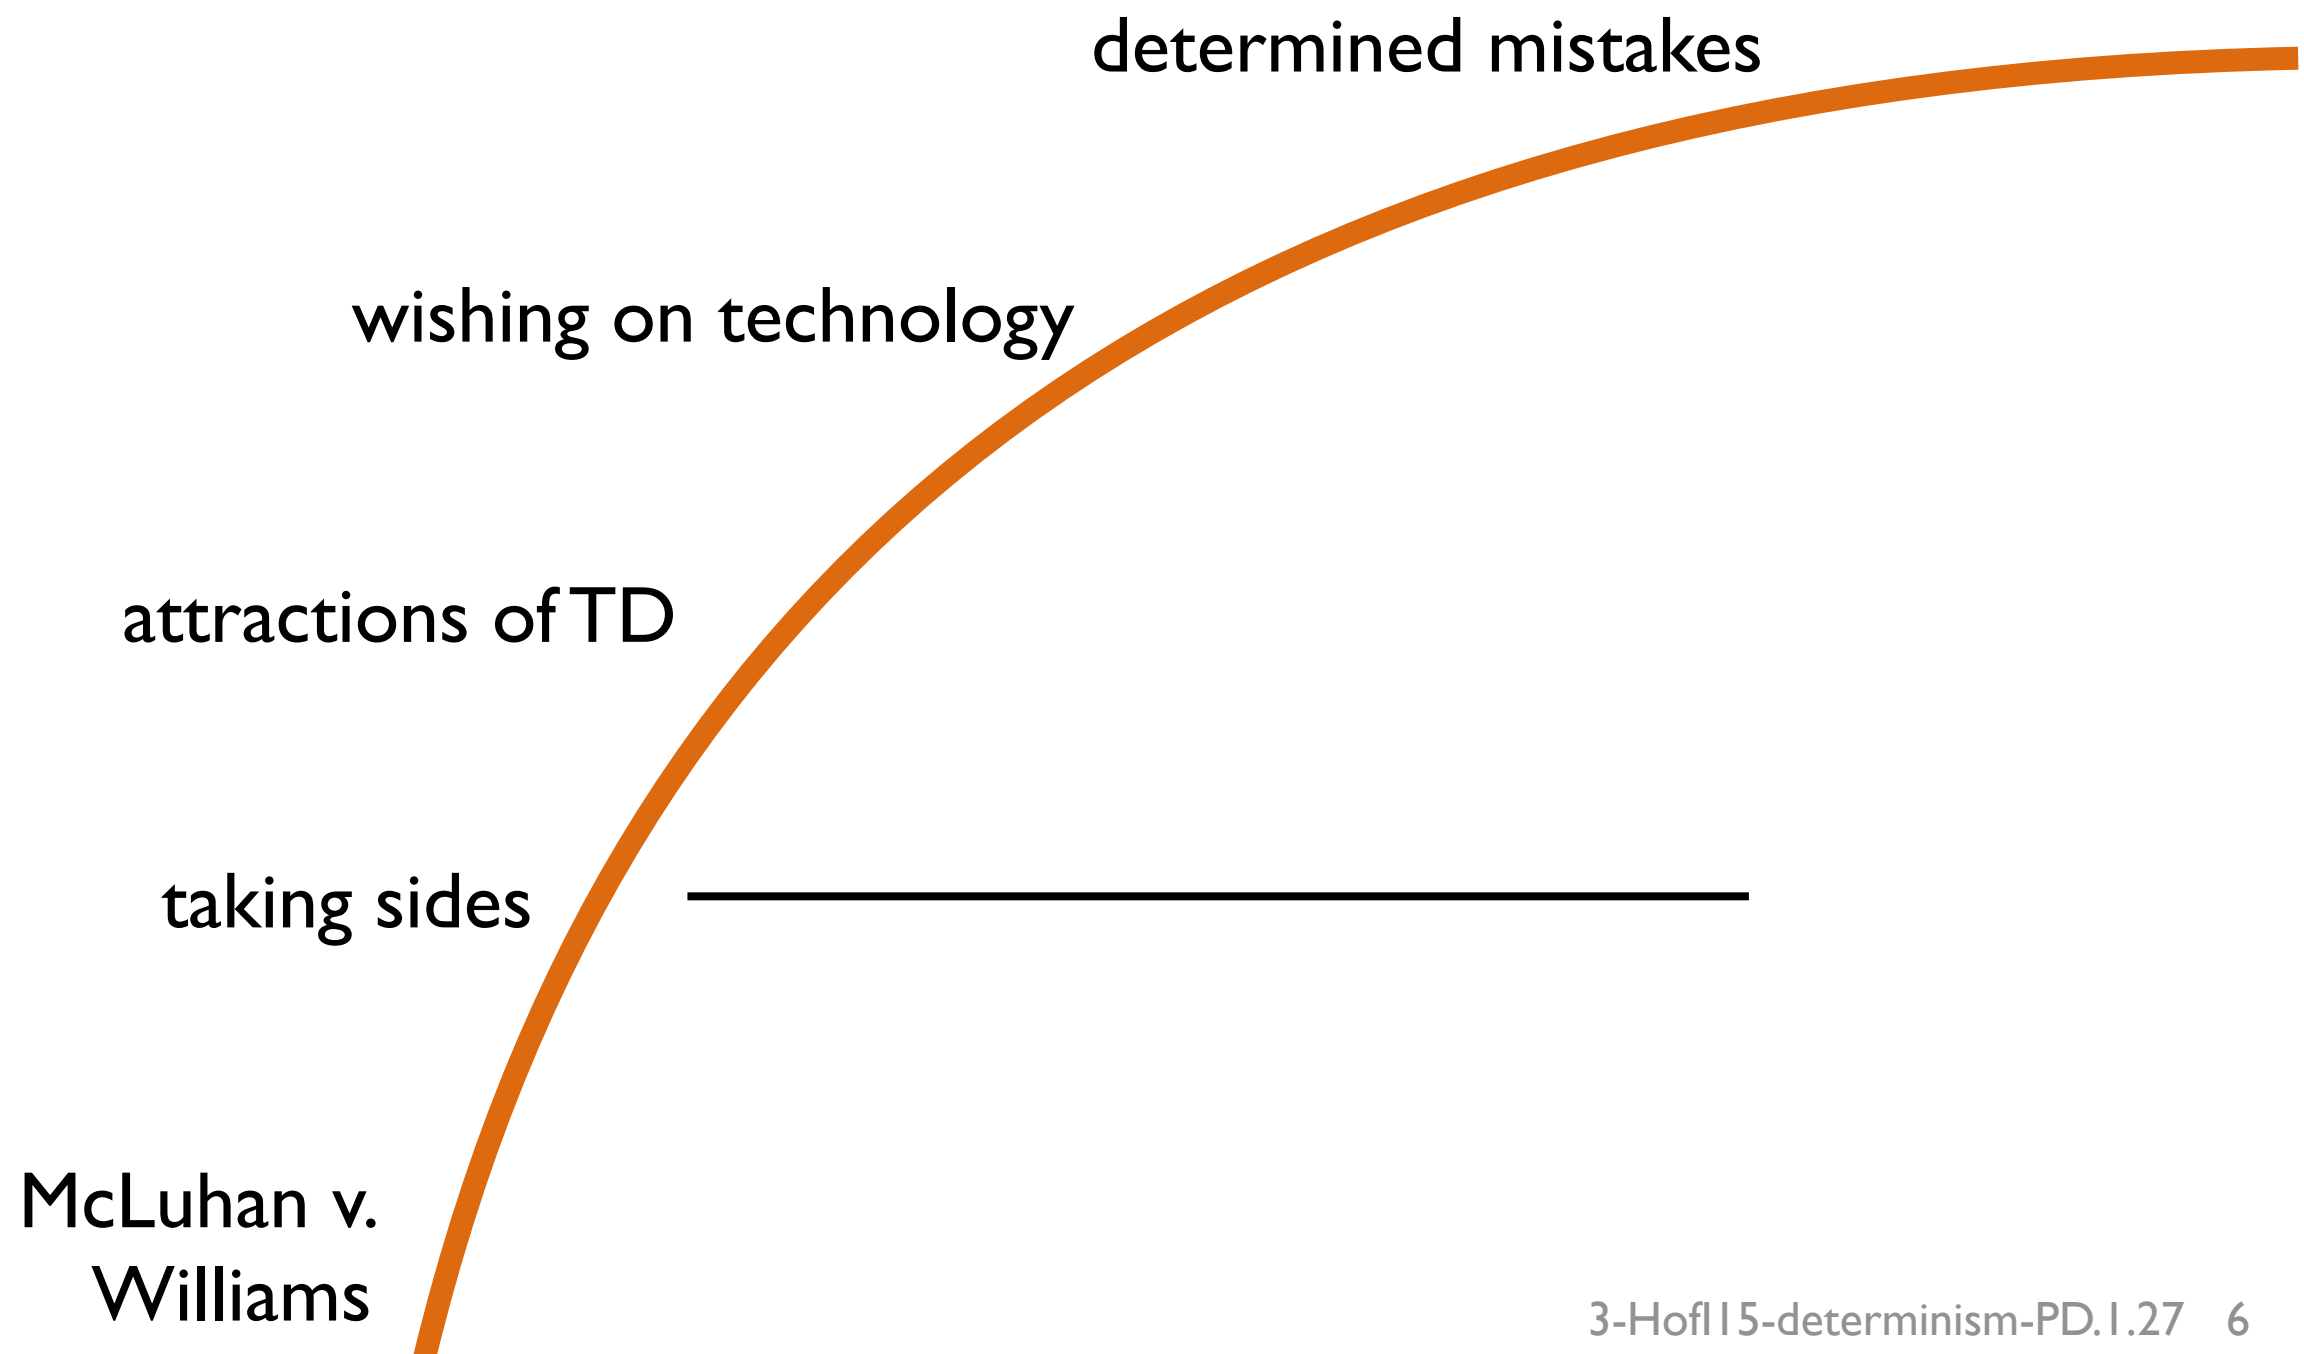 determined mistakes
wishing on technology
attractions of TD
taking sides
McLuhan v.
Williams
3-HofI15-determinism-PD.1.27 6